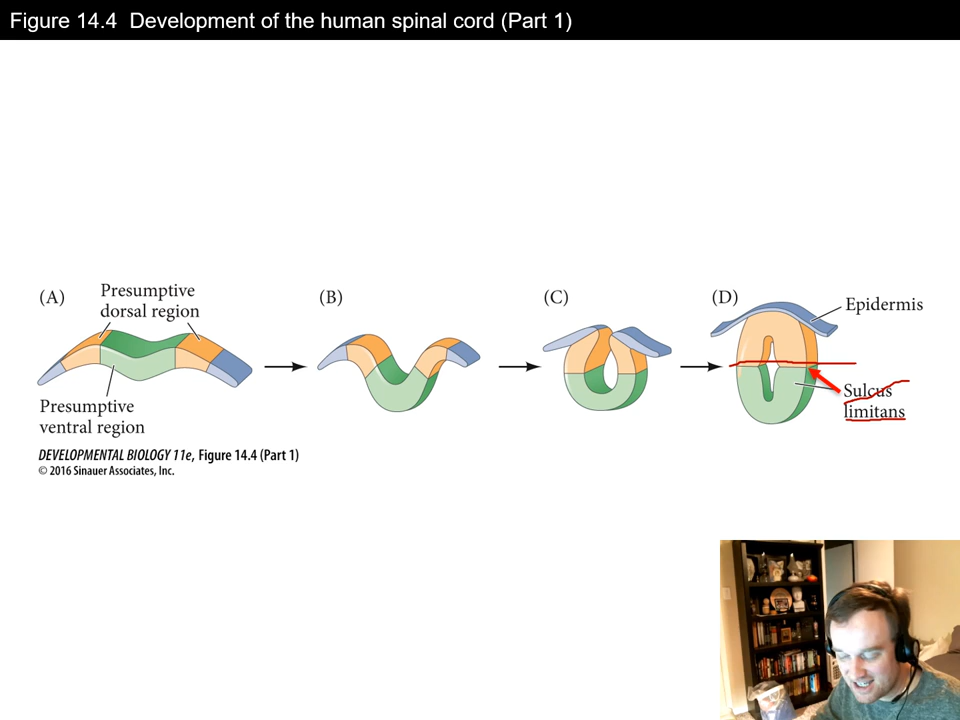 Figure 14.4 Development of the human spinal cord (Part 1)
(A)
Presumptive
dorsal region
(B)
(C)
(D)
Epidermis
Sulcus
limitans
Presumptive
ventral region
DEVELOPMENTAL BIOLOGY 11e, Figure 14.4 (Part 1)
© 2016 Sinauer Associates, Inc.